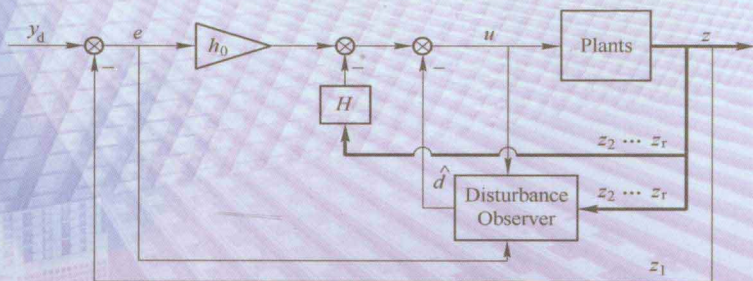 y_d
e
h_0
u
Plants
z
H
z_2 ··· z_r
d̂
Disturbance
Observer
z_2 ··· z_r
z_1